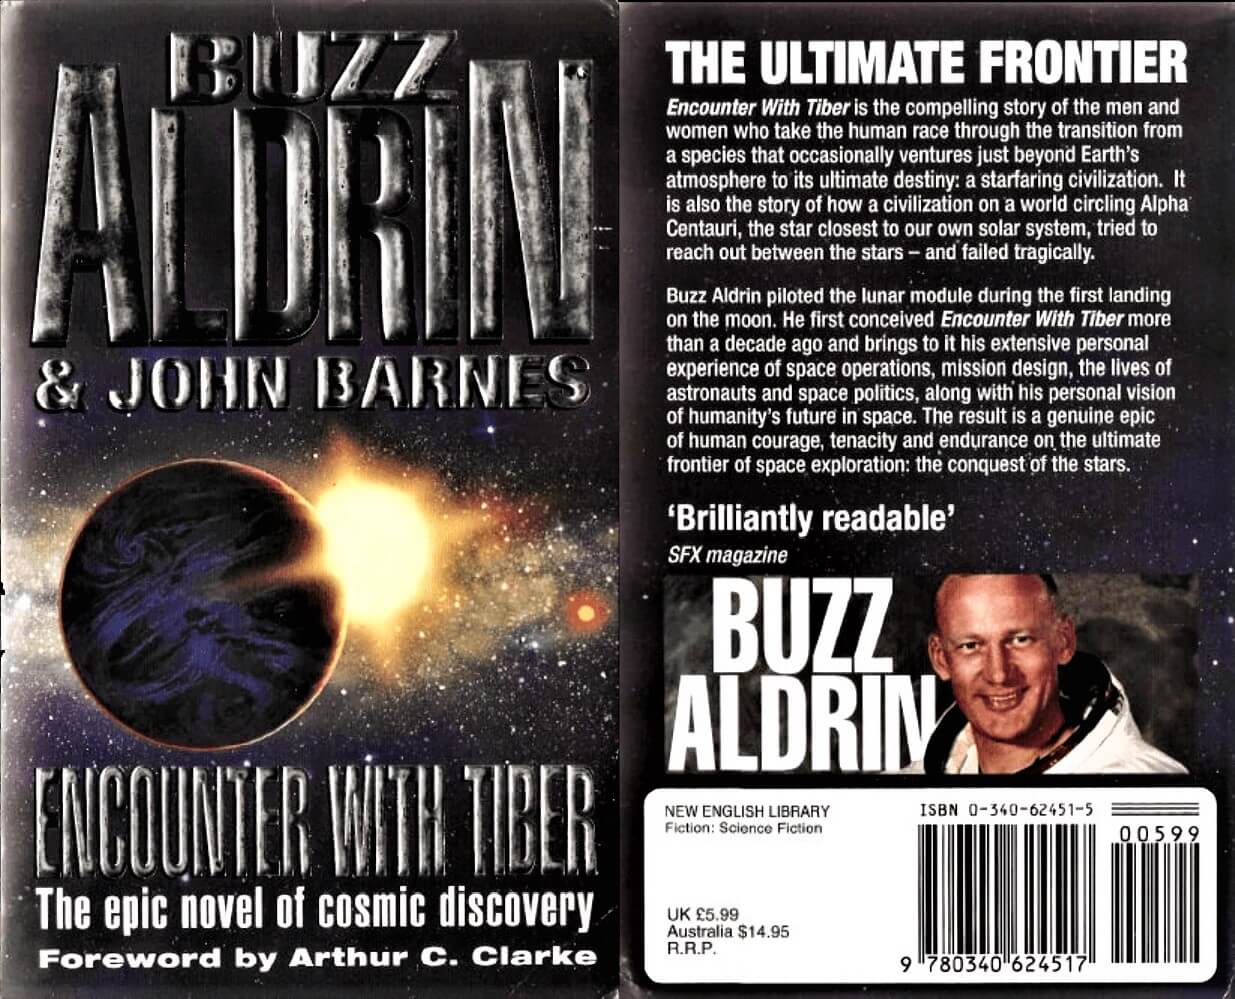 BUZZ
ALDRIN
& JOHN BARNES
ENCOUNTER WITH TIBER
The epic novel of cosmic discovery
Foreword by Arthur C. Clarke
THE ULTIMATE FRONTIER
Encounter With Tiber is the compelling story of the men and
women who take the human race through the transition from
a species that occasionally ventures just beyond Earth's
atmosphere to its ultimate destiny: a starfaring civilization. It
is also the story of how a civilization on a world circling Alpha
Centauri, the star closest to our own solar system, tried to
reach out between the stars – and failed tragically.
Buzz Aldrin piloted the lunar module during the first landing
on the moon. He first conceived Encounter With Tiber more
than a decade ago and brings to it his extensive personal
experience of space operations, mission design, the lives of
astronauts and space politics, along with his personal vision
of humanity's future in space. The result is a genuine epic
of human courage, tenacity and endurance on the ultimate
frontier of space exploration: the conquest of the stars.
'Brilliantly readable'
SFX magazine
BUZZ
ALDRIN
NEW ENGLISH LIBRARY
Fiction: Science Fiction
ISBN 0-340-62451-5
00599
UK £5.99
Australia $14.95
R.R.P.
9 780340 624517